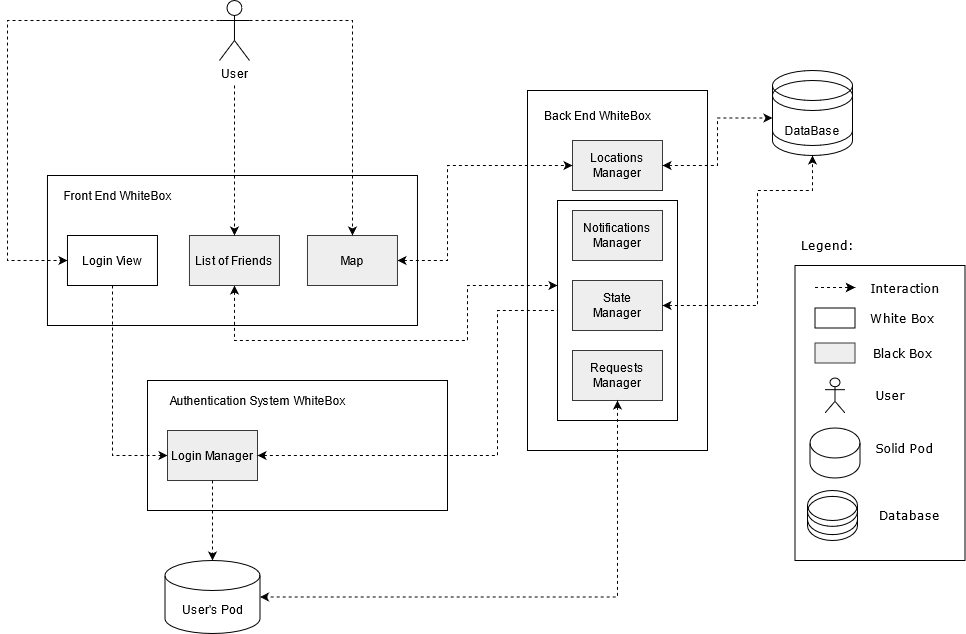 User
Back End WhiteBox
DataBase
Locations
Manager
Front End WhiteBox
Notifications
Manager
Login View
List of Friends
Map
State
Manager
Requests
Manager
Authentication System WhiteBox
Login Manager
User's Pod
Legend:
Interaction
White Box
Black Box
User
Solid Pod
Database